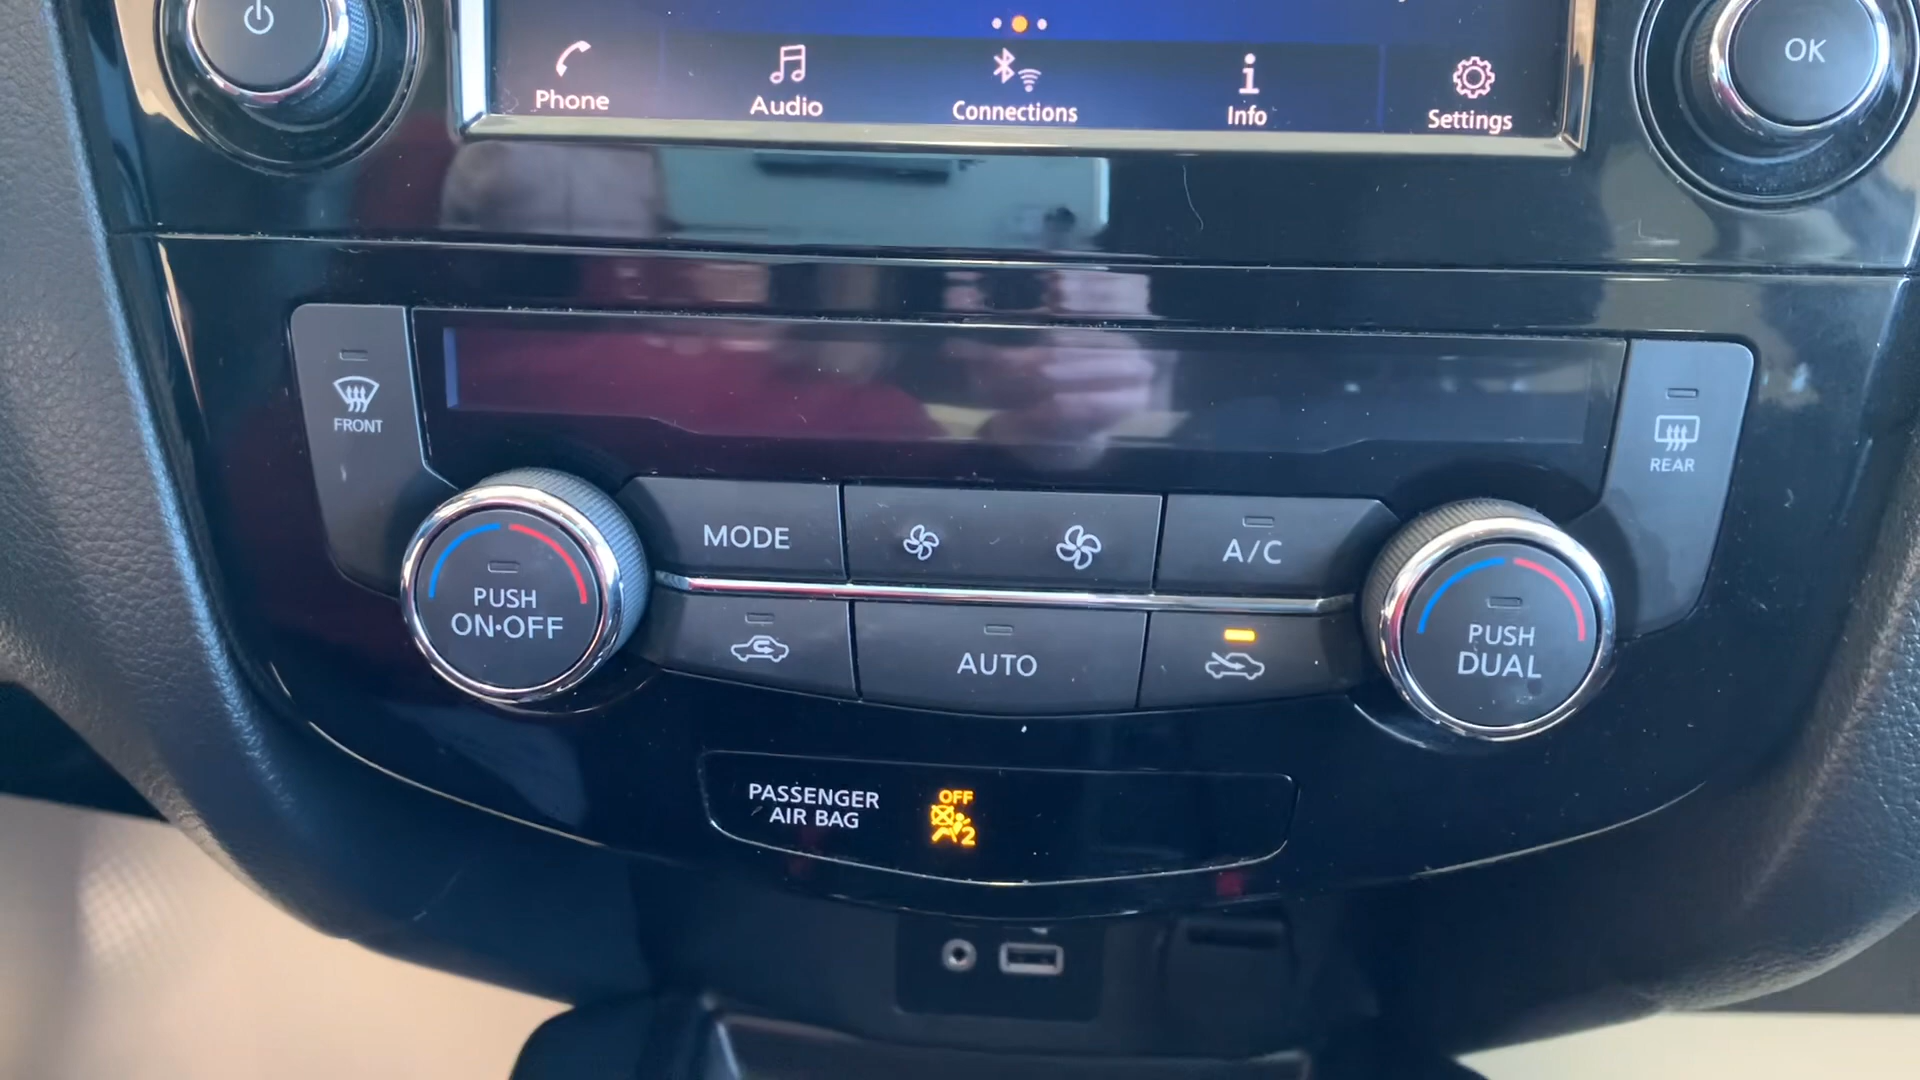 Phone
Audio
Connections
Info
Settings
OK
FRONT
REAR
MODE
A/C
PUSH
ON•OFF
AUTO
PUSH
DUAL
PASSENGER
AIR BAG
OFF
2